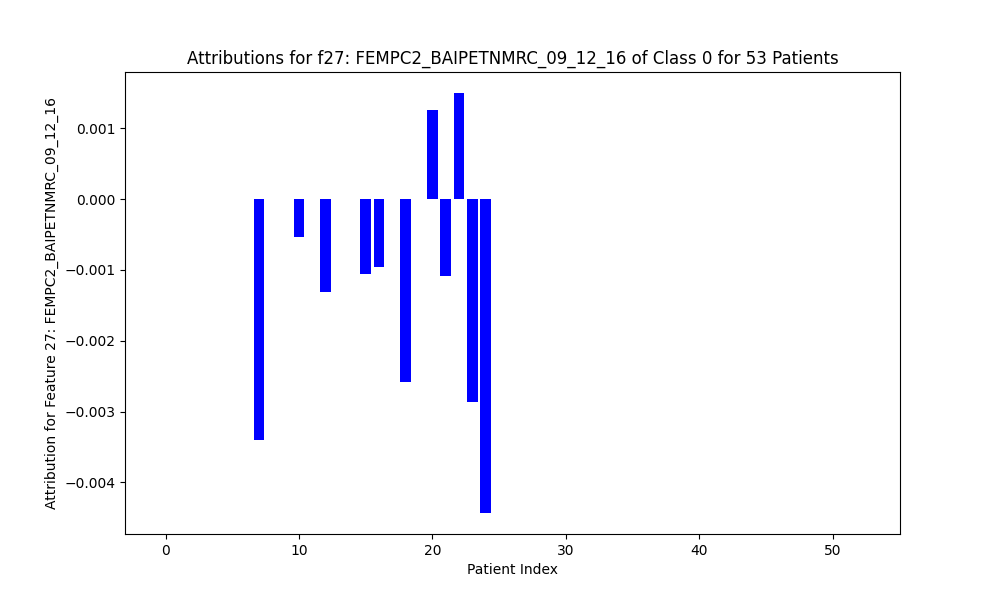 Attributions for f27: FEMPC2_BAIPETNMRC_09_12_16 of Class 0 for 53 Patients
Attribution for Feature 27: FEMPC2_BAIPETNMRC_09_12_16
0.001
0.000
−0.001
−0.002
−0.003
−0.004
0 10 20 30 40 50
Patient Index